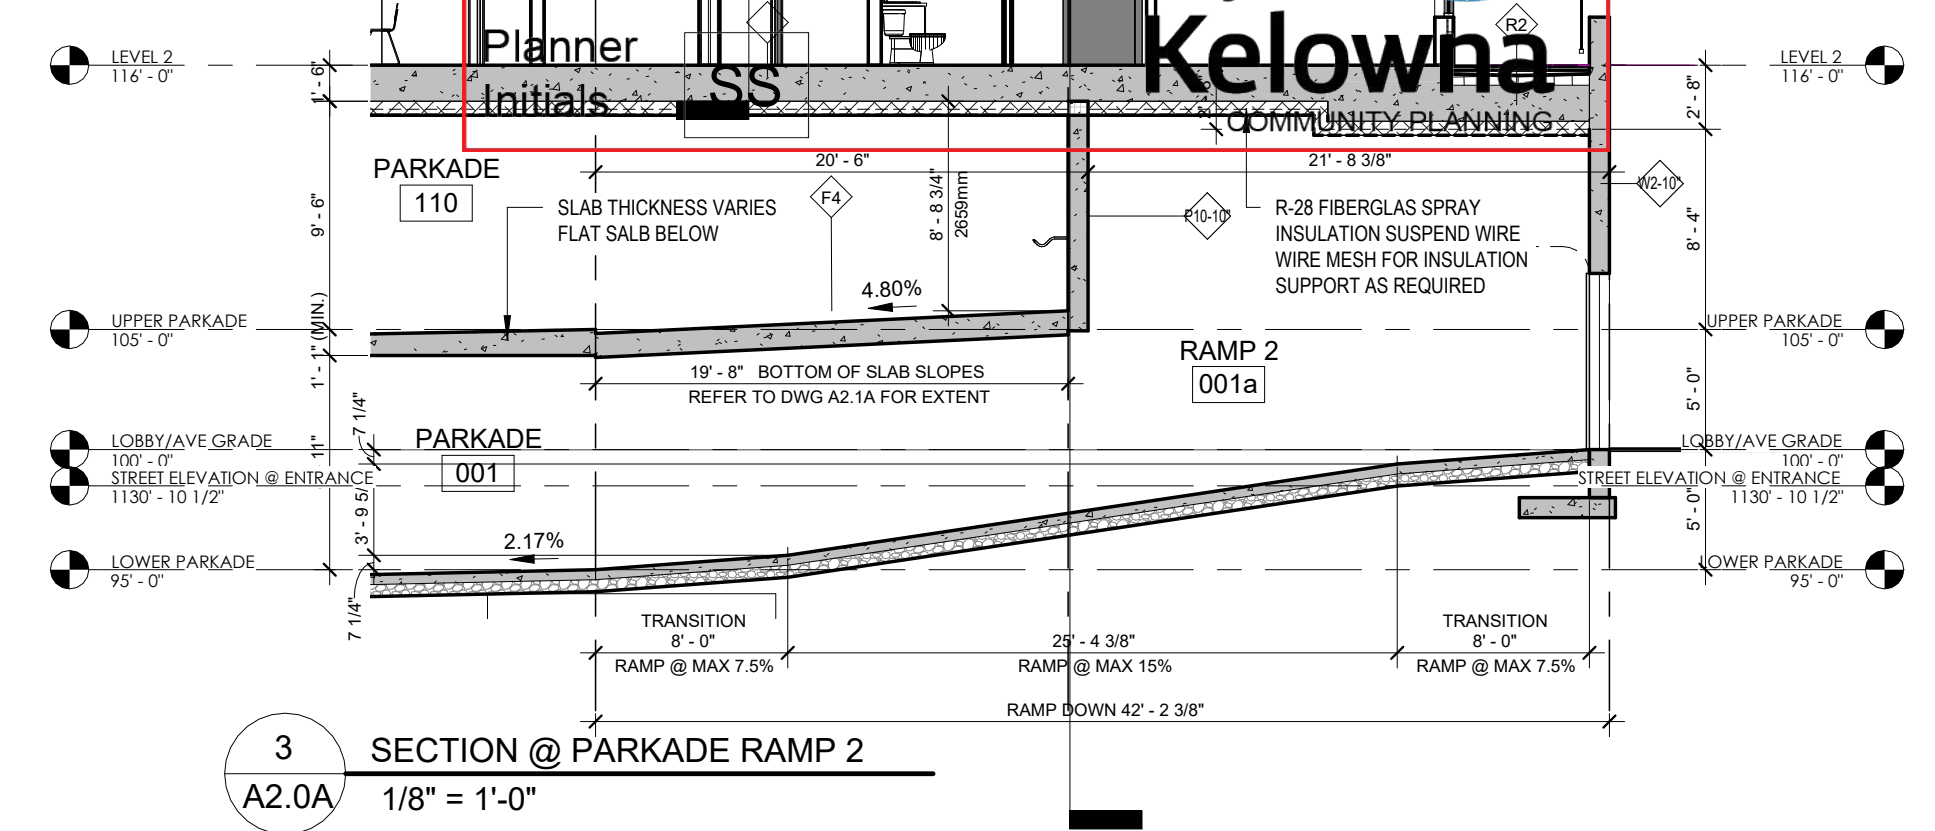 Planner
Initials
SS
Kelowna
COMMUNITY PLANNING
R2
LEVEL 2
116' - 0"
LEVEL 2
116' - 0"
1' - 6"
2' - 8"
PARKADE
110
20' - 6"
21' - 8 3/8"
F4
P10-10"
W2-10"
SLAB THICKNESS VARIES
FLAT SALB BELOW
8' - 8 3/4"
2659mm
R-28 FIBERGLAS SPRAY
INSULATION SUSPEND WIRE
WIRE MESH FOR INSULATION
SUPPORT AS REQUIRED
9' - 6"
8' - 4"
4.80%
UPPER PARKADE
105' - 0"
UPPER PARKADE
105' - 0"
1' - 1" (MIN.)
RAMP 2
001a
19' - 8" BOTTOM OF SLAB SLOPES
REFER TO DWG A2.1A FOR EXTENT
5' - 0"
7 1/4"
PARKADE
001
LOBBY/AVE GRADE
100' - 0"
LOBBY/AVE GRADE
100' - 0"
STREET ELEVATION @ ENTRANCE
1130' - 10 1/2"
STREET ELEVATION @ ENTRANCE
1130' - 10 1/2"
5' - 0"
2.17%
LOWER PARKADE
95' - 0"
LOWER PARKADE
95' - 0"
7 1/4"
TRANSITION
8' - 0"
RAMP @ MAX 7.5%
25' - 4 3/8"
RAMP @ MAX 15%
TRANSITION
8' - 0"
RAMP @ MAX 7.5%
RAMP DOWN 42' - 2 3/8"
3
A2.0A
SECTION @ PARKADE RAMP 2
1/8" = 1'-0"